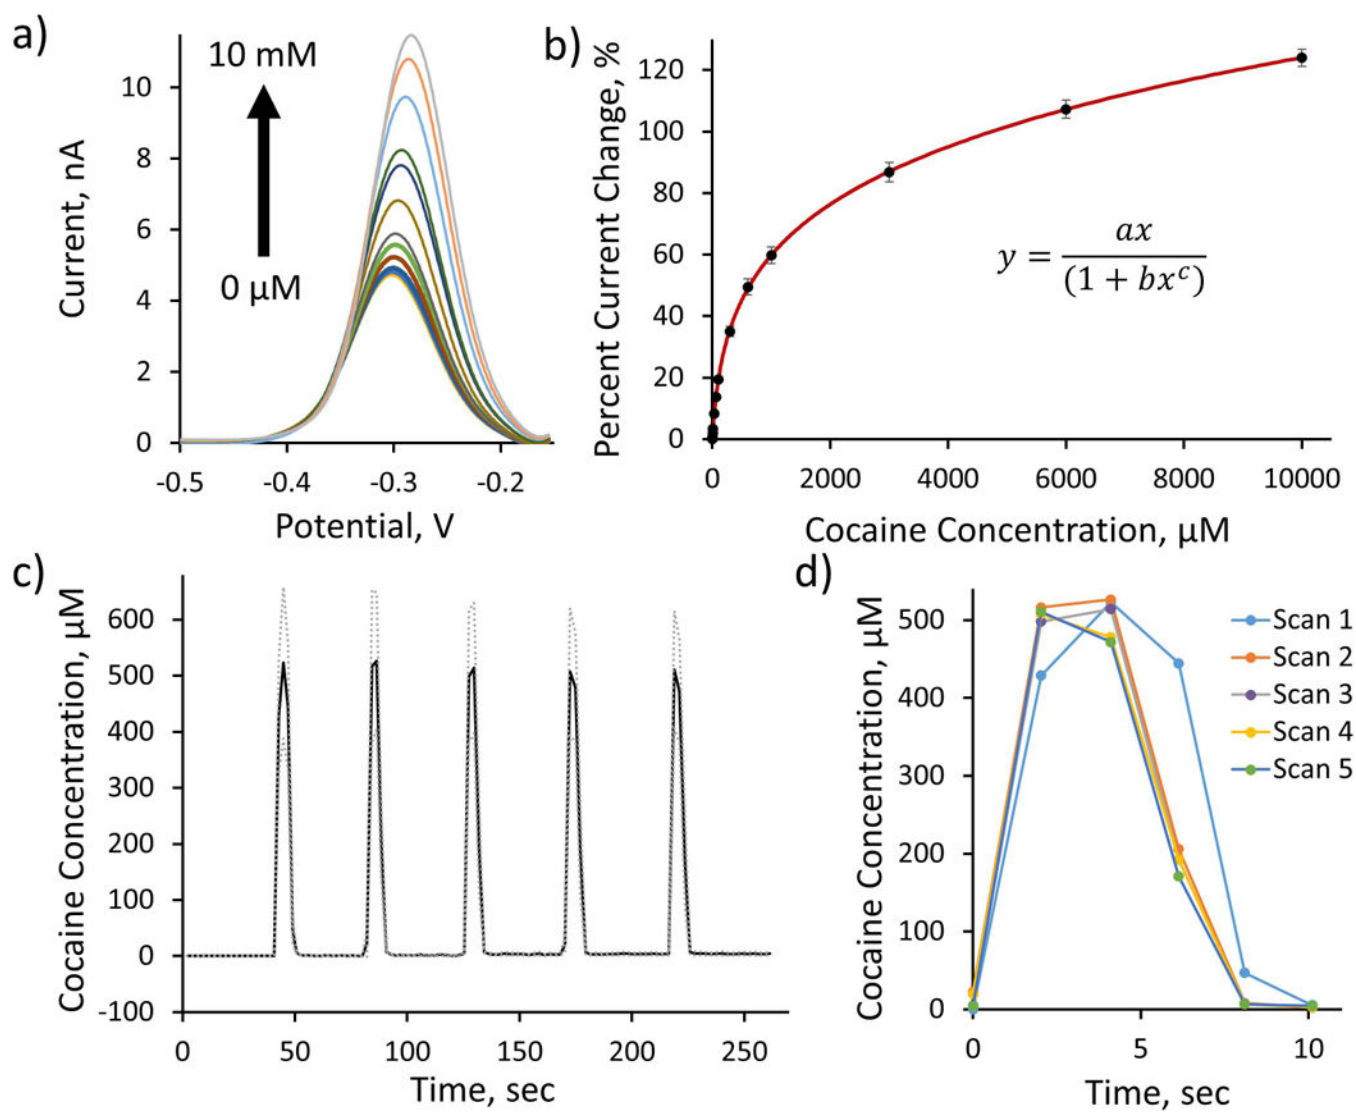 a)
10 mM
0 μM
Current, nA
10
8
6
4
2
0
-0.5
-0.4
-0.3
-0.2
Potential, V
b)
Percent Current Change, %
120
100
80
60
40
20
0
y = ax / (1 + bx^c)
0
2000
4000
6000
8000
10000
Cocaine Concentration, μM
c)
Cocaine Concentration, μM
600
500
400
300
200
100
0
-100
0
50
100
150
200
250
Time, sec
d)
Cocaine Concentration, μM
500
400
300
200
100
0
Scan 1
Scan 2
Scan 3
Scan 4
Scan 5
0
5
10
Time, sec